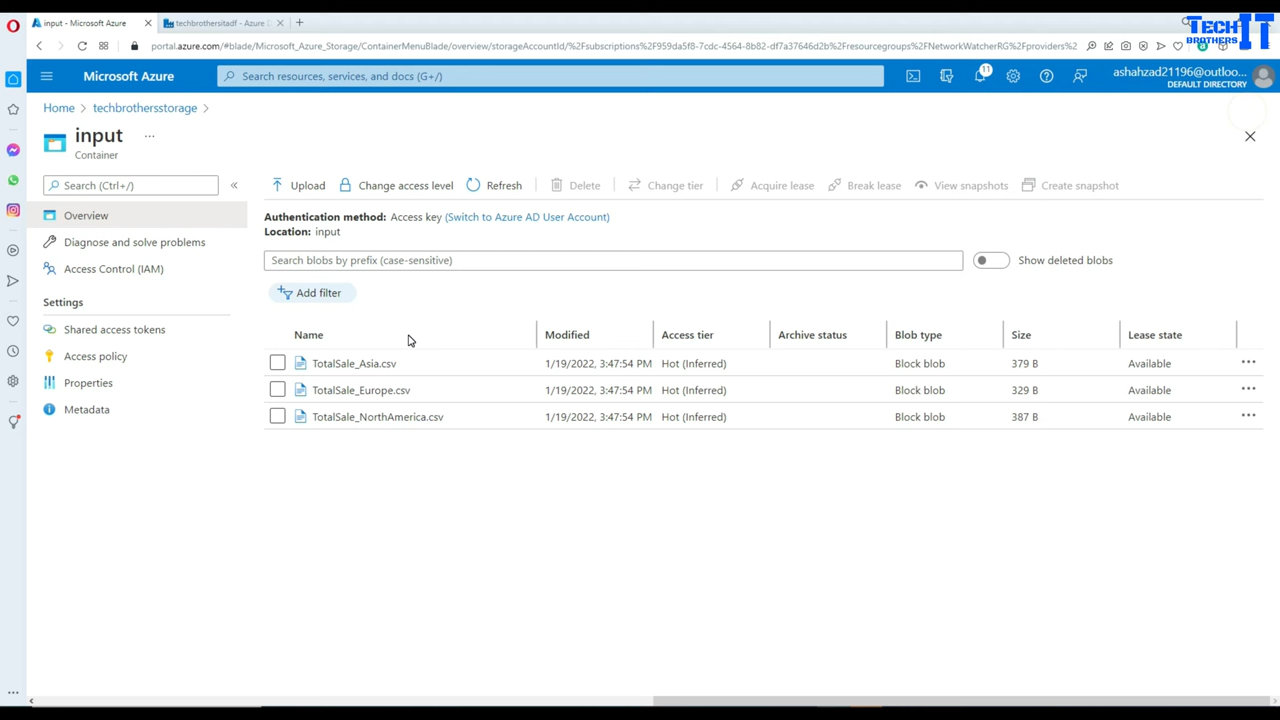 input - Microsoft Azure
techbrothersitadf - Azure D
TECH IT
BROTHERS
portal.azure.com/#blade/Microsoft_Azure_Storage/ContainerMenuBlade/overview/storageAccountId/%2Fsubscriptions%2F959da5f8-7cdc-4564-8b82-df7a37646d2b%2Fresourcegroups%2FNetworkWatcherRG%2Fproviders%2
Microsoft Azure
Search resources, services, and docs (G+/)
11
ashahzad21196@outloo...
DEFAULT DIRECTORY
Home > techbrothersstorage >
input ...
Container
Search (Ctrl+/)
«
Upload
Change access level
Refresh
Delete
Change tier
Acquire lease
Break lease
View snapshots
Create snapshot
Overview
Diagnose and solve problems
Access Control (IAM)
Settings
Shared access tokens
Access policy
Properties
Metadata
Authentication method: Access key (Switch to Azure AD User Account)
Location: input
Search blobs by prefix (case-sensitive)
Show deleted blobs
Add filter
Name Modified Access tier Archive status Blob type Size Lease state
TotalSale_Asia.csv 1/19/2022, 3:47:54 PM Hot (Inferred) Block blob 379 B Available ...
TotalSale_Europe.csv 1/19/2022, 3:47:54 PM Hot (Inferred) Block blob 329 B Available ...
TotalSale_NorthAmerica.csv 1/19/2022, 3:47:54 PM Hot (Inferred) Block blob 387 B Available ...